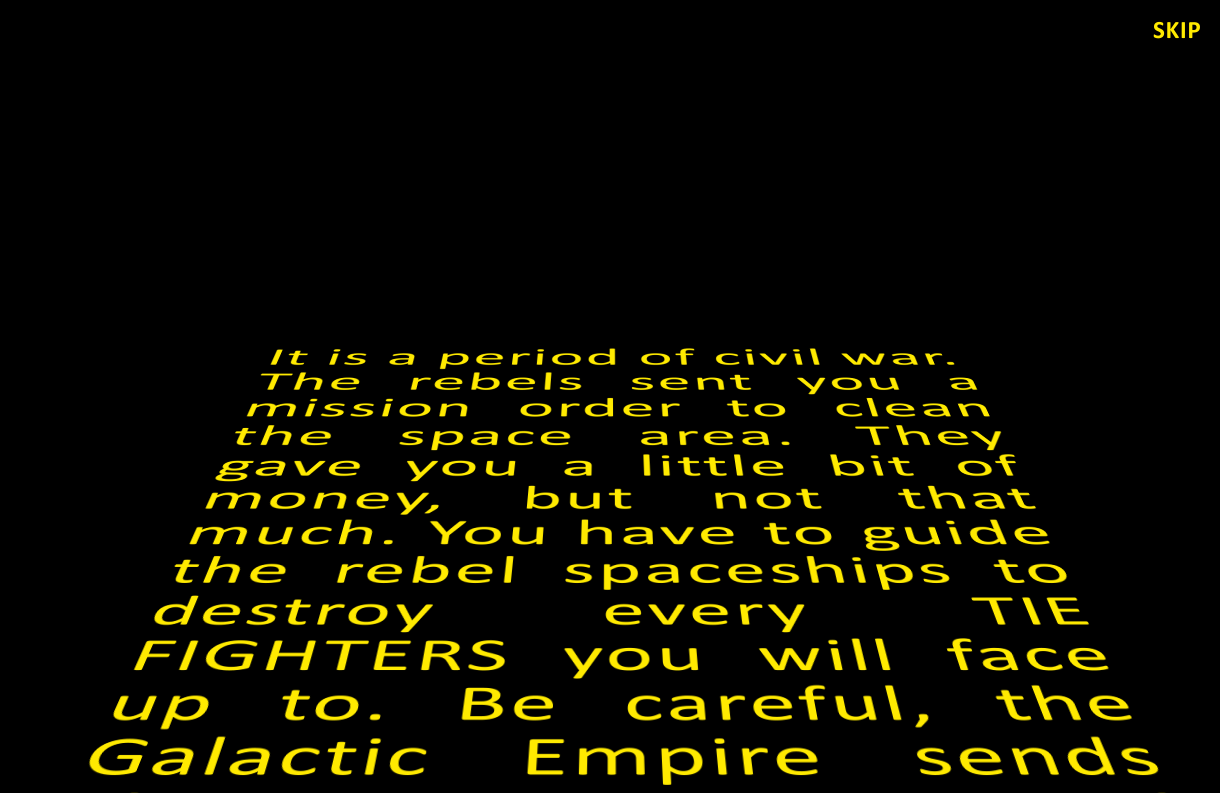 SKIP
It is a period of civil war.
The rebels sent you a
mission order to clean
the space area. They
gave you a little bit of
money, but not that
much. You have to guide
the rebel spaceships to
destroy every TIE
FIGHTERS you will face
up to. Be careful, the
Galactic Empire sends